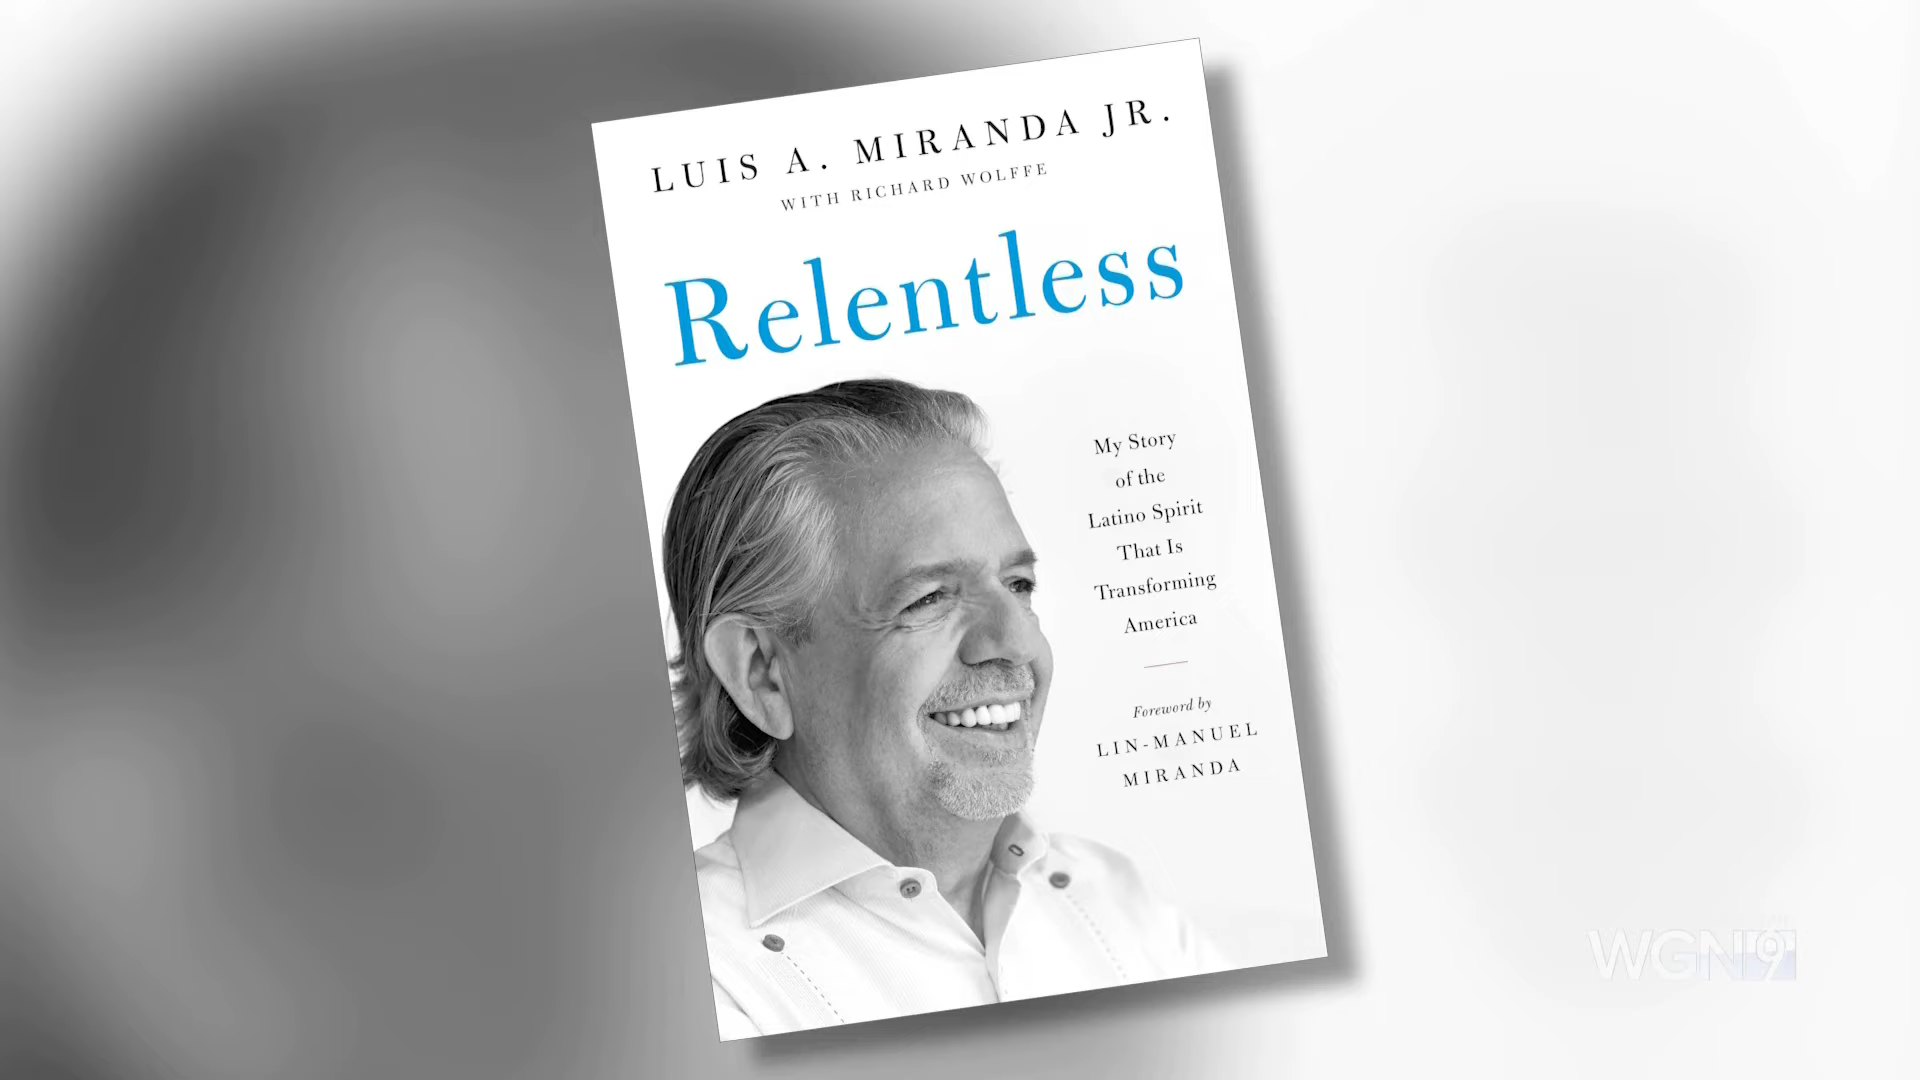 LUIS A. MIRANDA JR.
WITH RICHARD WOLFFE
Relentless
My Story
of the
Latino Spirit
That Is
Transforming
America
Foreword by
LIN-MANUEL
MIRANDA
WGN9